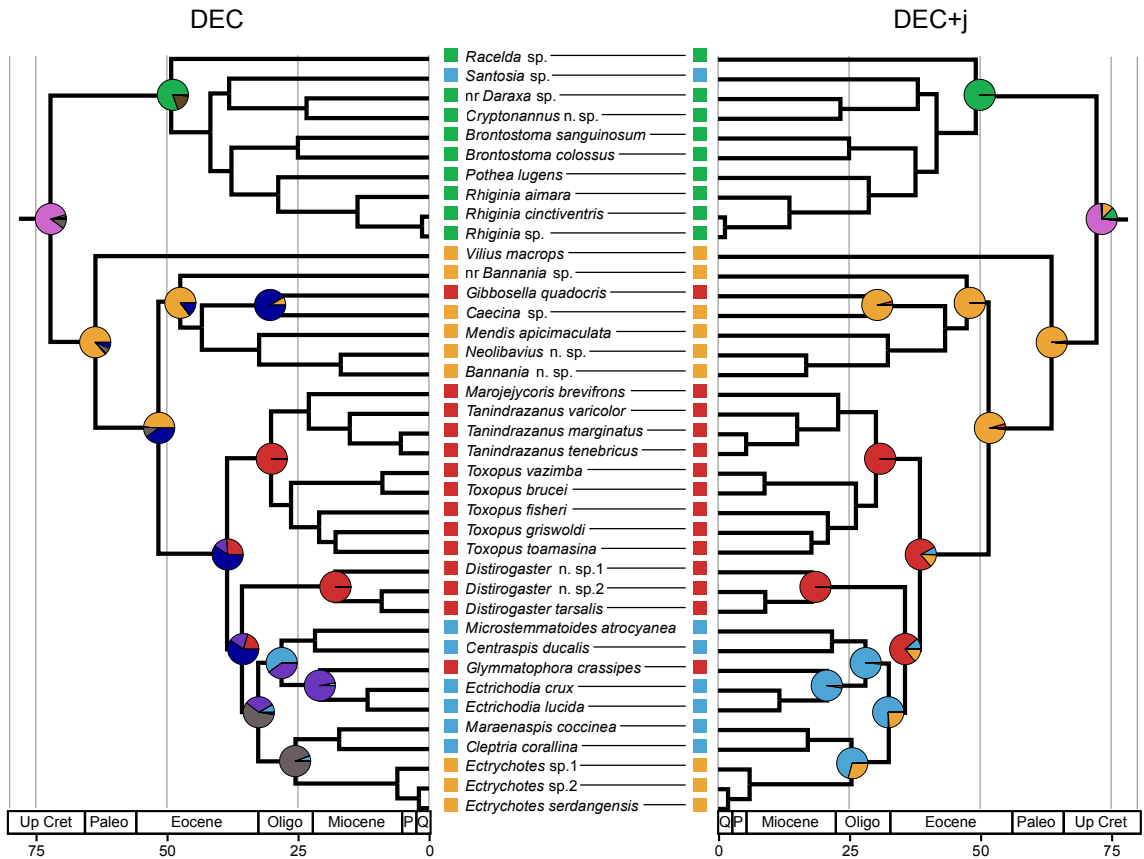 DEC DEC+j
Racelda sp.
Santosia sp.
nr Daraxa sp.
Cryptonannus n. sp.
Brontostoma sanguinosum
Brontostoma colossus
Pothea lugens
Rhiginia aimara
Rhiginia cinctiventris
Rhiginia sp.
Vilius macrops
nr Bannania sp.
Gibbosella quadocris
Caecina sp.
Mendis apicimaculata
Neolibavius n. sp.
Bannania n. sp.
Marojejycoris brevifrons
Tanindrazanus varicolor
Tanindrazanus marginatus
Tanindrazanus tenebricus
Toxopus vazimba
Toxopus brucei
Toxopus fisheri
Toxopus griswoldi
Toxopus toamasina
Distirogaster n. sp.1
Distirogaster n. sp.2
Distirogaster tarsalis
Microstemmatoides atrocyanea
Centraspis ducalis
Glymmatophora crassipes
Ectrichodia crux
Ectrichodia lucida
Maraenaspis coccinea
Cleptria corallina
Ectrychotes sp.1
Ectrychotes sp.2
Ectrychotes serdangensis
Up Cret Paleo Eocene Oligo Miocene P Q Q P Miocene Oligo Eocene Paleo Up Cret
75 50 25 0 0 25 50 75